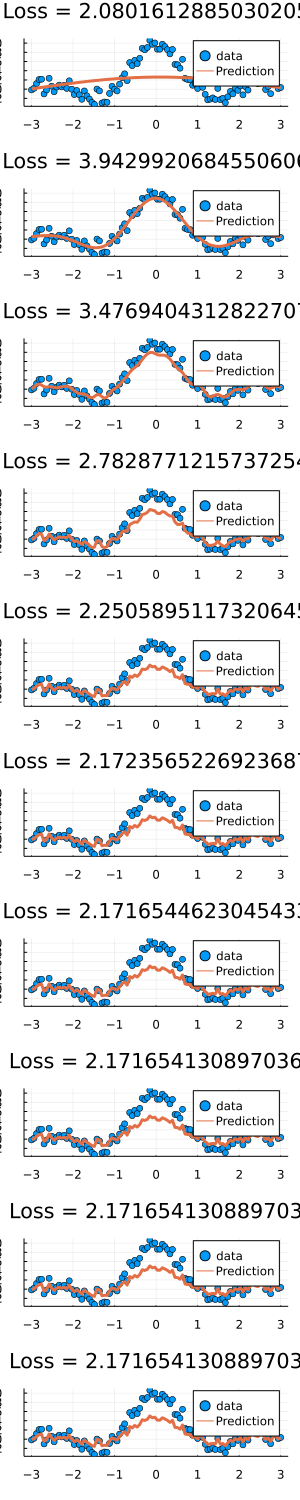 Loss = 2.080161288503020
data
Prediction
−3 −2 −1 0 1 2 3
Loss = 3.942992068455060
data
Prediction
−3 −2 −1 0 1 2 3
Loss = 3.476940431282270
data
Prediction
−3 −2 −1 0 1 2 3
Loss = 2.782877121573725
data
Prediction
−3 −2 −1 0 1 2 3
Loss = 2.250589511732064
data
Prediction
−3 −2 −1 0 1 2 3
Loss = 2.172356522692368
data
Prediction
−3 −2 −1 0 1 2 3
Loss = 2.171654462304543
data
Prediction
−3 −2 −1 0 1 2 3
Loss = 2.171654130897036
data
Prediction
−3 −2 −1 0 1 2 3
Loss = 2.171654130889703
data
Prediction
−3 −2 −1 0 1 2 3
Loss = 2.171654130889703
data
Prediction
−3 −2 −1 0 1 2 3